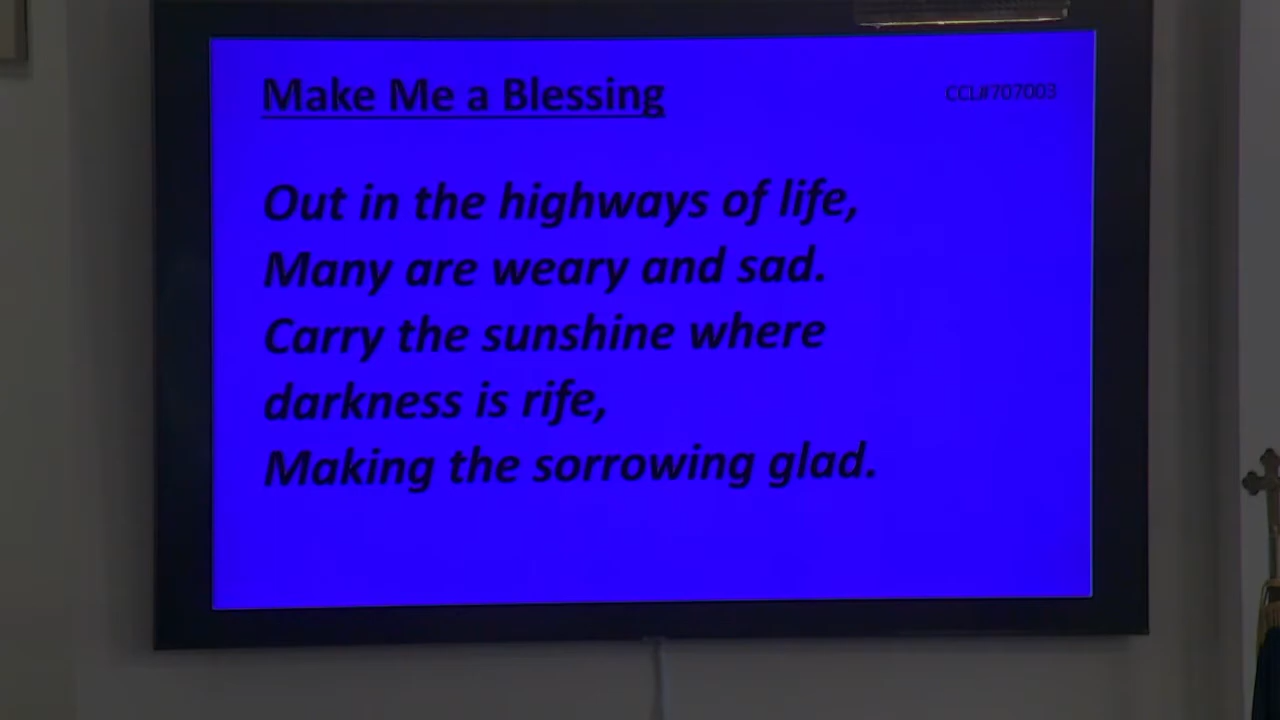 Make Me a Blessing
CCLI#707003
Out in the highways of life,
Many are weary and sad.
Carry the sunshine where
darkness is rife,
Making the sorrowing glad.